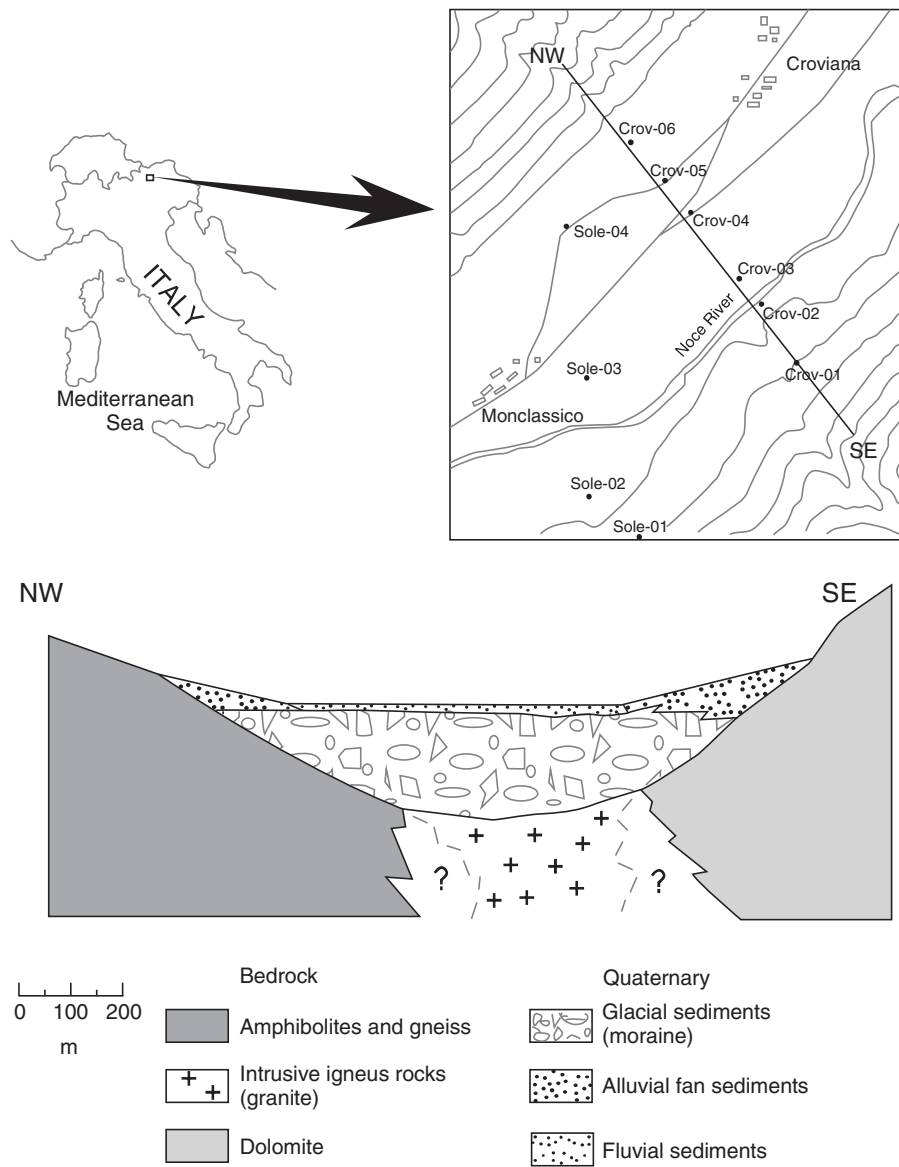 NW
Croviana
Crov-06
Crov-05
Sole-04
Crov-04
Crov-03
Noce River
Crov-02
Crov-01
Sole-03
Monclassico
SE
Sole-02
Sole-01
ITALY
Mediterranean
Sea
NW
SE
?
?
0 100 200
m
Bedrock
Amphibolites and gneiss
Intrusive igneus rocks
(granite)
Dolomite
Quaternary
Glacial sediments
(moraine)
Alluvial fan sediments
Fluvial sediments